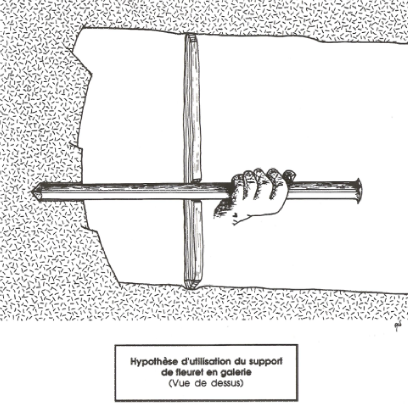 Hypothèse d'utilisation du support
de fleuret en galerie
(Vue de dessus)